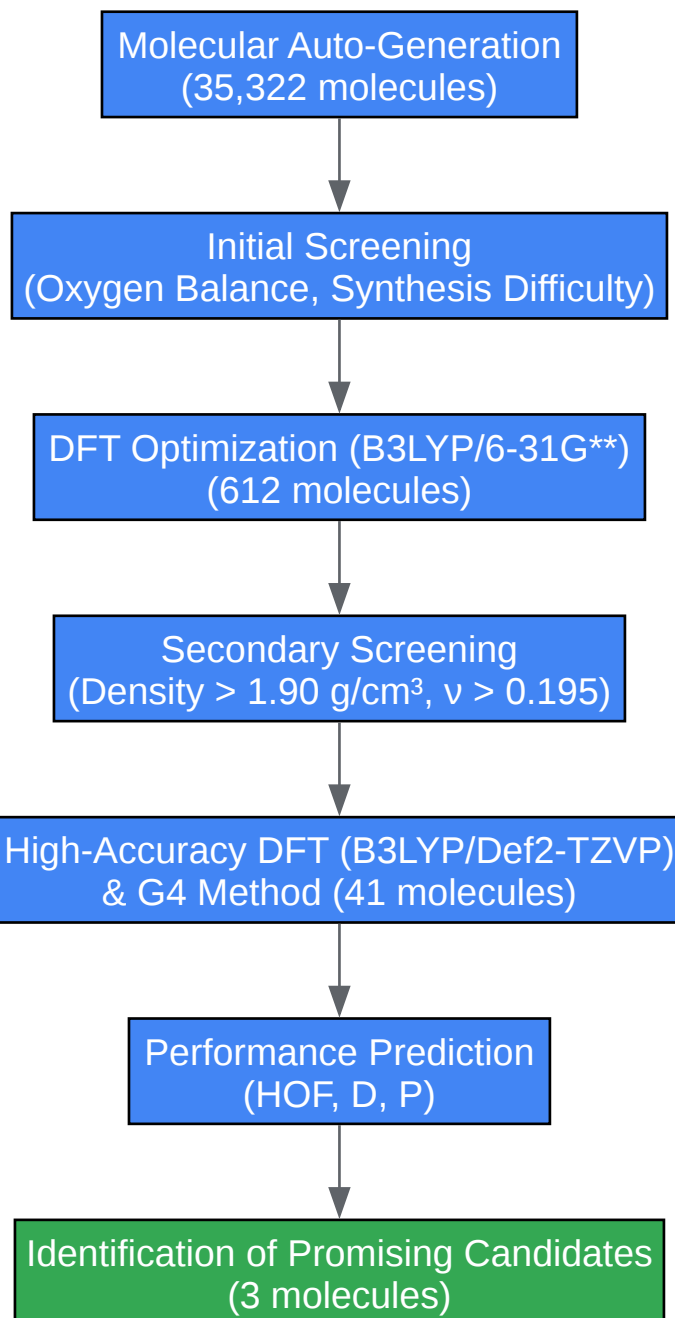 Molecular Auto-Generation
(35,322 molecules)
Initial Screening
(Oxygen Balance, Synthesis Difficulty)
DFT Optimization (B3LYP/6-31G**)
(612 molecules)
Secondary Screening
(Density > 1.90 g/cm³, ν > 0.195)
High-Accuracy DFT (B3LYP/Def2-TZVP)
& G4 Method (41 molecules)
Performance Prediction
(HOF, D, P)
Identification of Promising Candidates
(3 molecules)